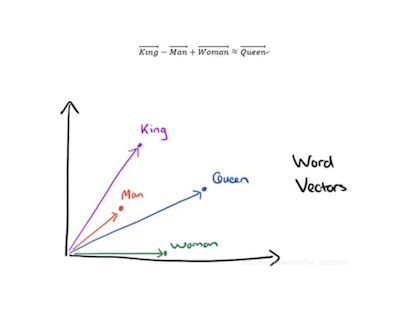 King − Man + Woman ≈ Queen
King
Man
Queen
Woman
Word
Vectors